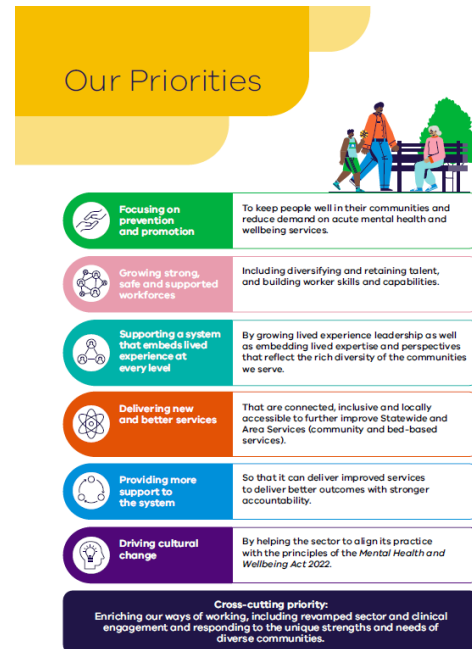 Our Priorities
Focusing on
prevention
and promotion
To keep people well in their communities and
reduce demand on acute mental health and
wellbeing services.
Growing strong,
safe and supported
workforces
Including diversifying and retaining talent,
and building worker skills and capabilities.
Supporting a system
that embeds lived
experience at
every level
By growing lived experience leadership as well
as embedding lived expertise and perspectives
that reflect the rich diversity of the communities
we serve.
Delivering new
and better services
That are connected, inclusive and locally
accessible to further improve Statewide and
Area Services (community and bed-based
services).
Providing more
support to
the system
So that it can deliver improved services
to deliver better outcomes with stronger
accountability.
Driving cultural
change
By helping the sector to align its practice
with the principles of the Mental Health and
Wellbeing Act 2022.
Cross-cutting priority:
Enriching our ways of working, including revamped sector and clinical
engagement and responding to the unique strengths and needs of
diverse communities.